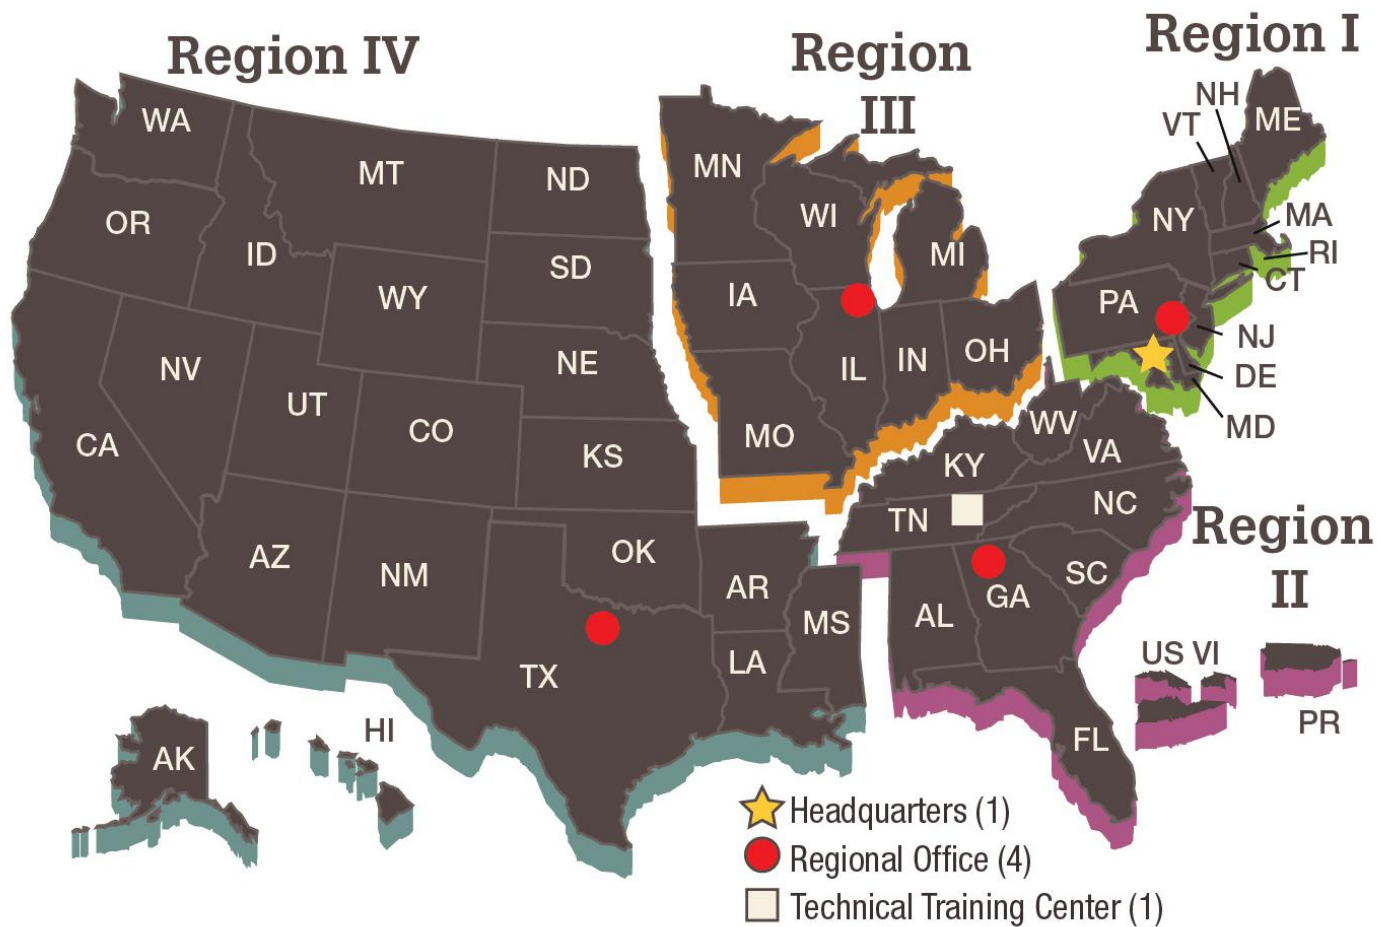 Region IV
Region
III
Region I
WA
MT
ND
OR
ID
SD
WY
NE
NV
UT
CO
CA
KS
AZ
NM
OK
TX
AR
LA
MS
AK
HI
MN
WI
MI
IA
IL
IN
OH
MO
NH
VT
ME
NY
MA
RI
CT
PA
NJ
DE
MD
WV
VA
KY
NC
TN
SC
GA
AL
FL
Region
II
US VI
PR
Headquarters (1)
Regional Office (4)
Technical Training Center (1)